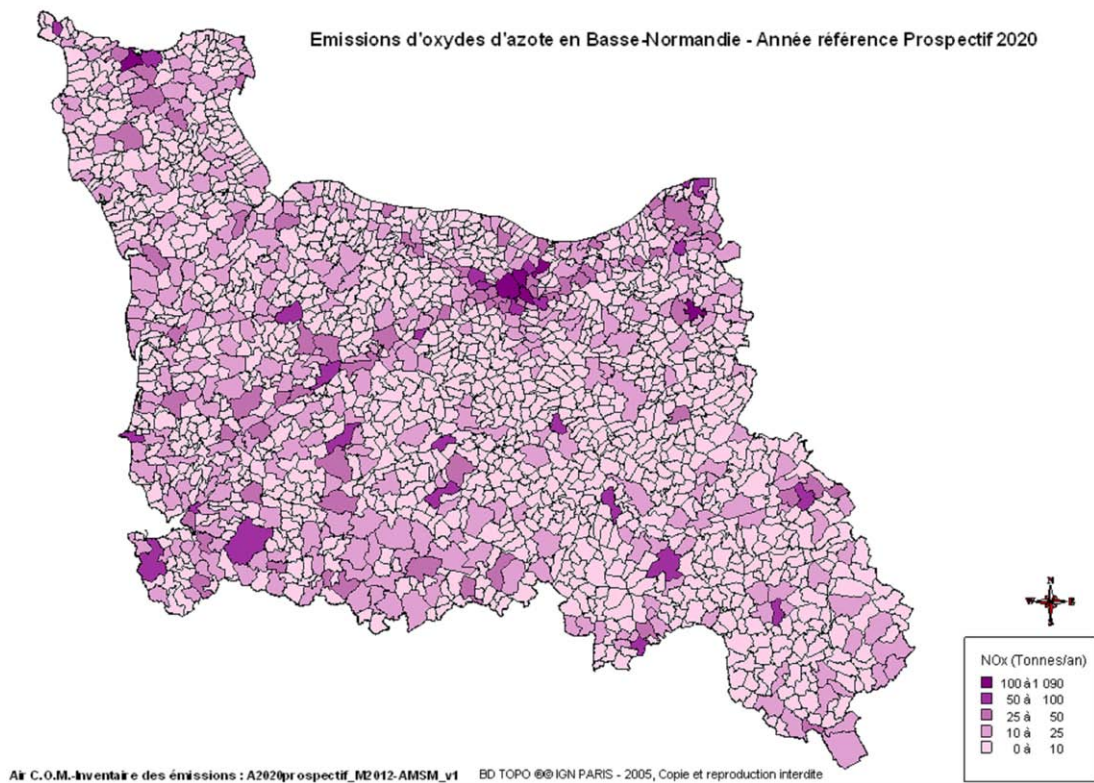 Emissions d'oxydes d'azote en Basse-Normandie - Année référence Prospectif 2020
N
W E
S
NOx (Tonnes/an)
100 à 1 090
50 à 100
25 à 50
10 à 25
0 à 10
Air C.O.M.-Inventaire des émissions : A2020prospectif_M2012-AMSM_v1 BD TOPO ®© IGN PARIS - 2005, Copie et reproduction interdite